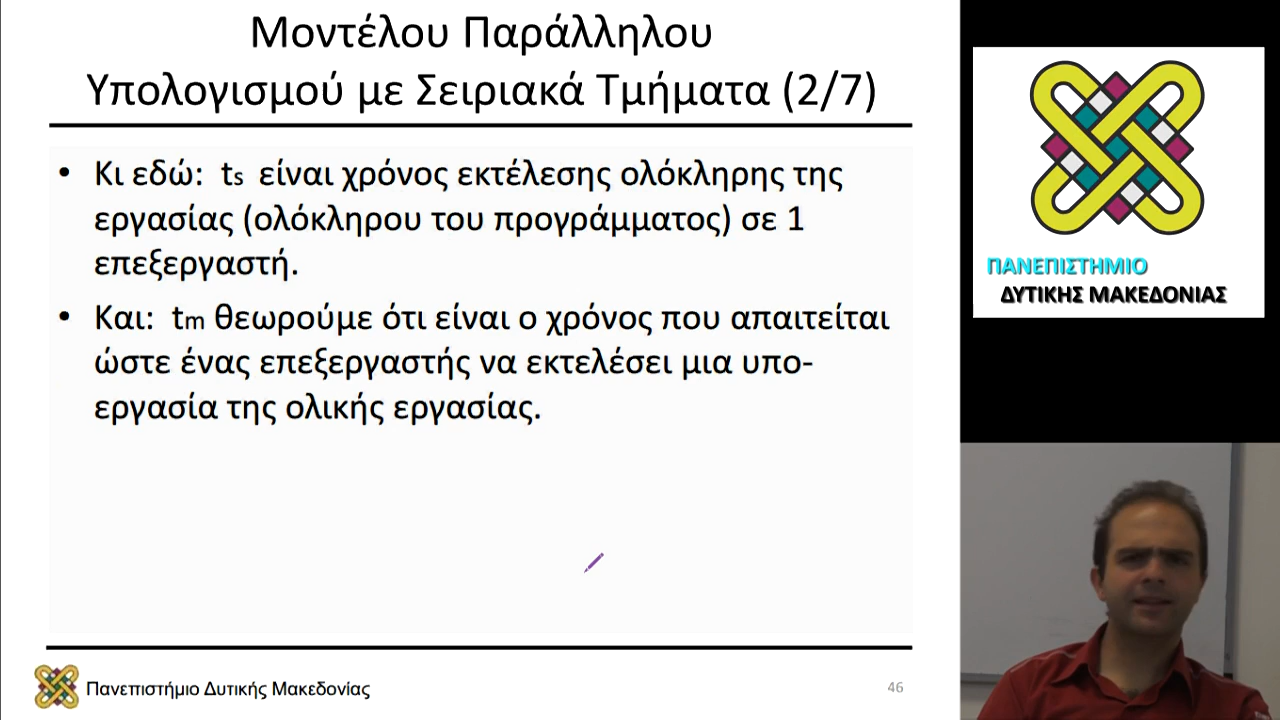 Μοντέλου Παράλληλου
Υπολογισμού με Σειριακά Τμήματα (2/7)
• Κι εδώ: ts είναι χρόνος εκτέλεσης ολόκληρης της
εργασίας (ολόκληρου του προγράμματος) σε 1
επεξεργαστή.
• Και: tm θεωρούμε ότι είναι ο χρόνος που απαιτείται
ώστε ένας επεξεργαστής να εκτελέσει μια υπο-
εργασία της ολικής εργασίας.
Πανεπιστήμιο Δυτικής Μακεδονίας
46
ΠΑΝΕΠΙΣΤΗΜΙΟ
ΔΥΤΙΚΗΣ ΜΑΚΕΔΟΝΙΑΣ